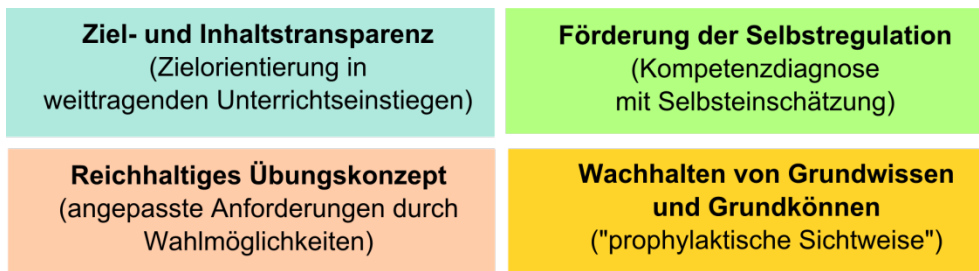 Ziel- und Inhaltstransparenz
(Zielorientierung in
weittragenden Unterrichtseinstiegen)
Förderung der Selbstregulation
(Kompetenzdiagnose
mit Selbsteinschätzung)
Reichhaltiges Übungskonzept
(angepasste Anforderungen durch
Wahlmöglichkeiten)
Wachhalten von Grundwissen
und Grundkönnen
("prophylaktische Sichtweise")